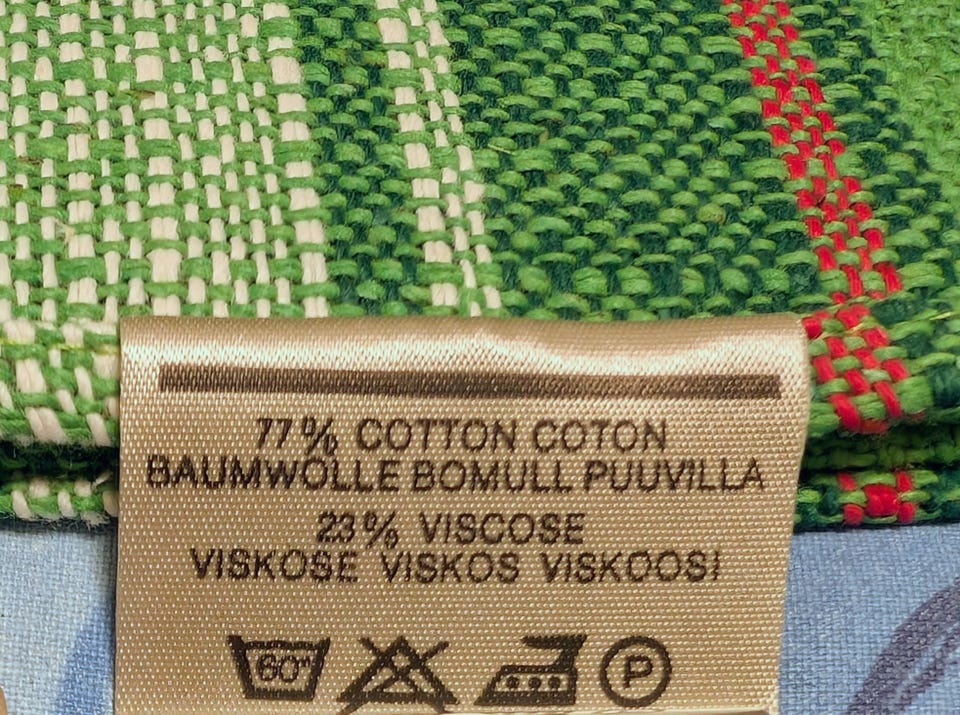 77% COTTON COTON
BAUMWOLLE BOMULL PUUVILLA
23% VISCOSE
VISKOSE VISKOS VISKOOSI
60° P